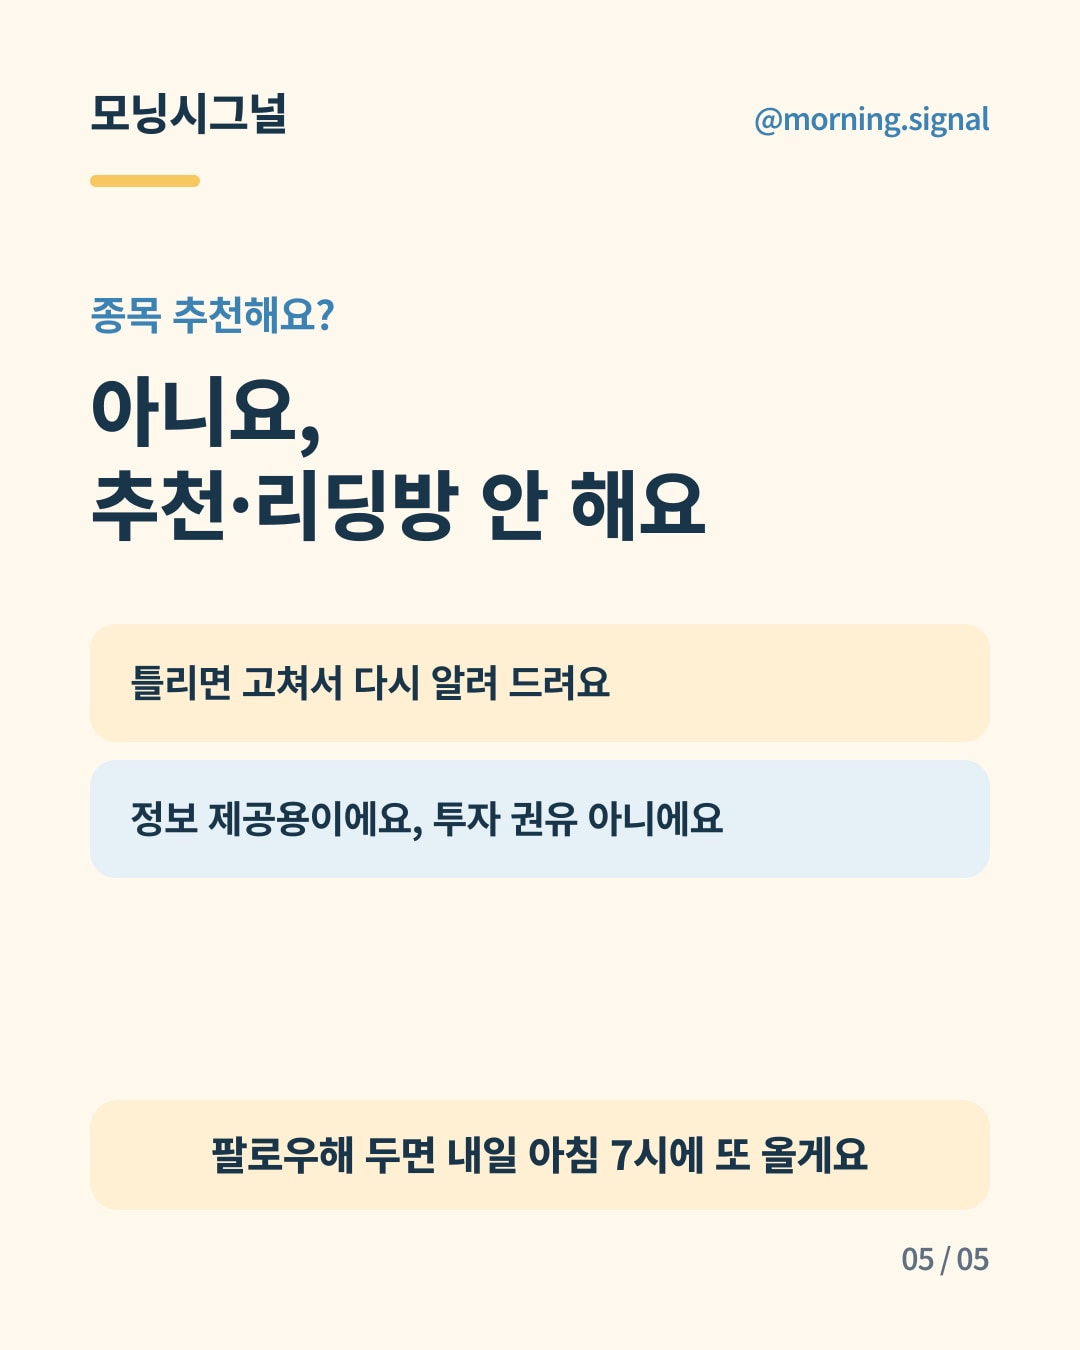 모닝시그널
@morning.signal
종목 추천해요?
아니요,
추천·리딩방 안 해요
틀리면 고쳐서 다시 알려 드려요
정보 제공용이에요, 투자 권유 아니에요
팔로우해 두면 내일 아침 7시에 또 올게요
05 / 05